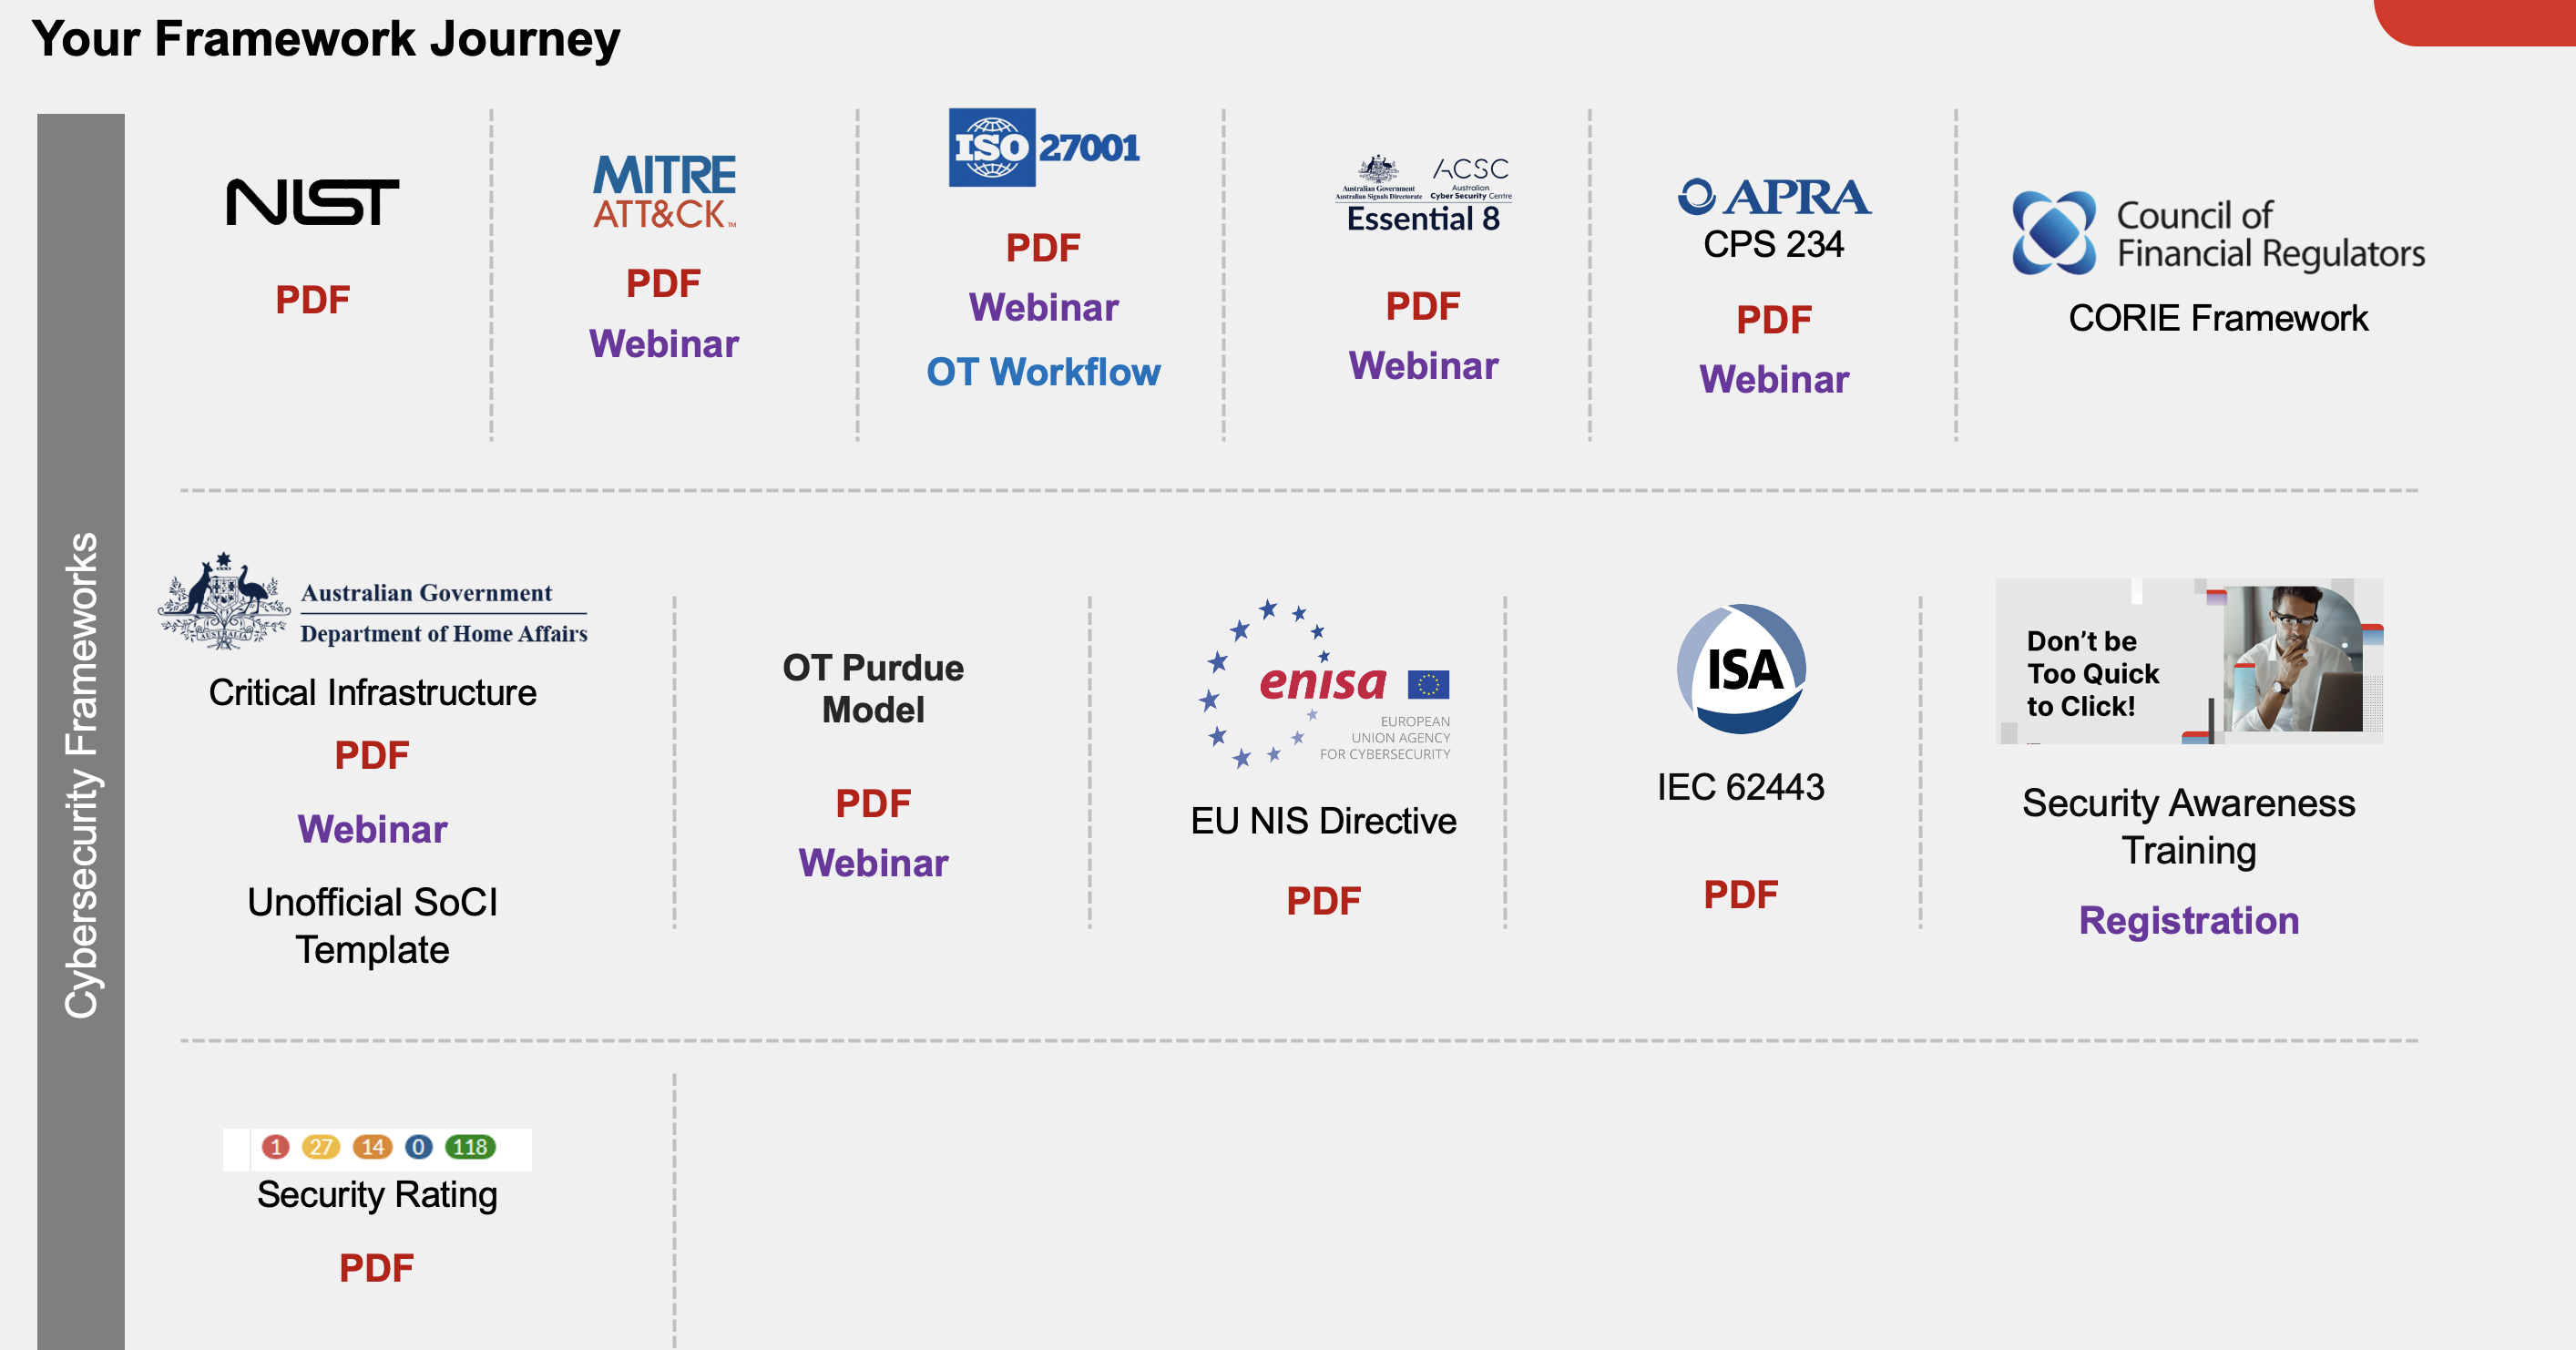 Your Framework Journey
Cybersecurity Frameworks
NIST
PDF
MITRE
ATT&CK™
PDF
Webinar
ISO 27001
PDF
Webinar
OT Workflow
Australian Government
Australian Signals Directorate
ACSC
Australian
Cyber Security Centre
Essential 8
PDF
Webinar
APRA
CPS 234
PDF
Webinar
Council of
Financial Regulators
CORIE Framework
AUSTRALIA
Australian Government
Department of Home Affairs
Critical Infrastructure
PDF
Webinar
Unofficial SoCI
Template
OT Purdue
Model
PDF
Webinar
enisa
EUROPEAN
UNION AGENCY
FOR CYBERSECURITY
EU NIS Directive
PDF
ISA
IEC 62443
PDF
Don't be
Too Quick
to Click!
Security Awareness
Training
Registration
1 27 14 0 118
Security Rating
PDF